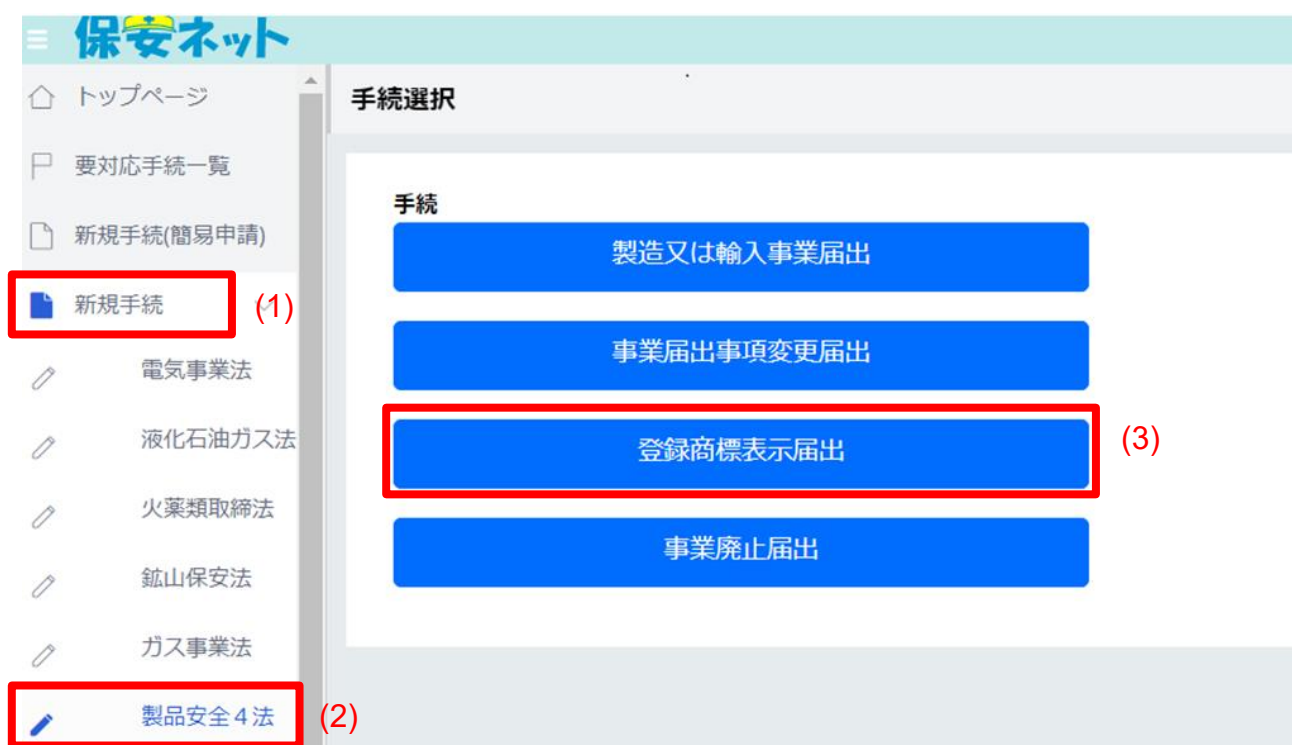 保安ネット
トップページ
要対応手続一覧
新規手続(簡易申請)
新規手続
(1)
電気事業法
液化石油ガス法
火薬類取締法
鉱山保安法
ガス事業法
製品安全4法
(2)
手続選択
手続
製造又は輸入事業届出
事業届出事項変更届出
登録商標表示届出
(3)
事業廃止届出